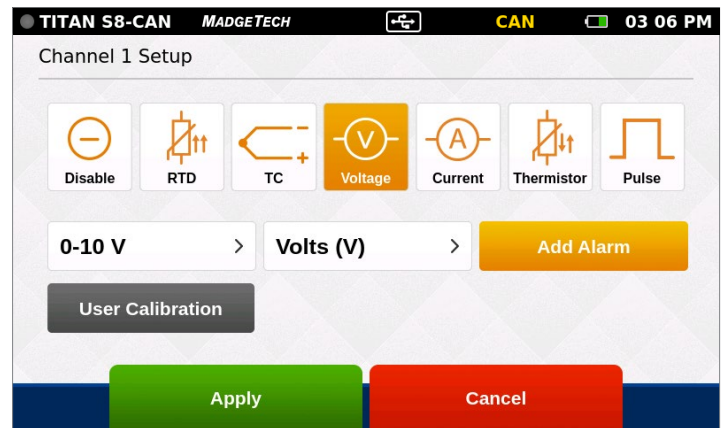 TITAN S8-CAN MADGETECH CAN 03 06 PM
Channel 1 Setup
V A
Disable RTD TC Voltage Current Thermistor Pulse
0-10 V > Volts (V) > Add Alarm
User Calibration
Apply Cancel